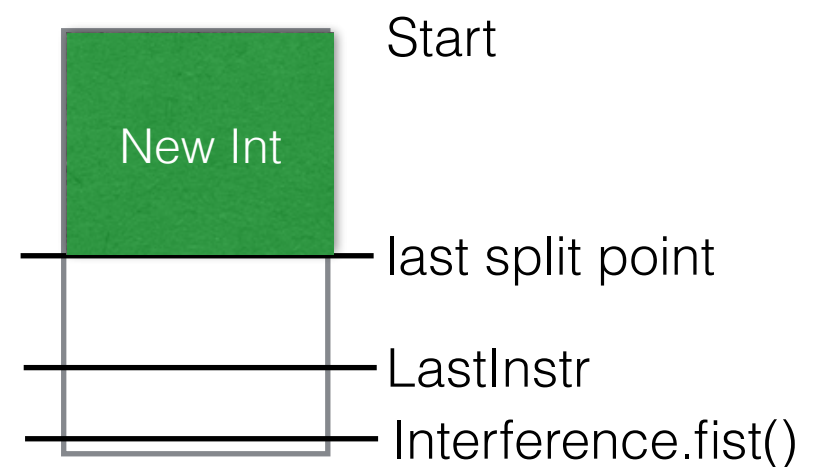 Start
New Int
last split point
LastInstr
Interference.fist()